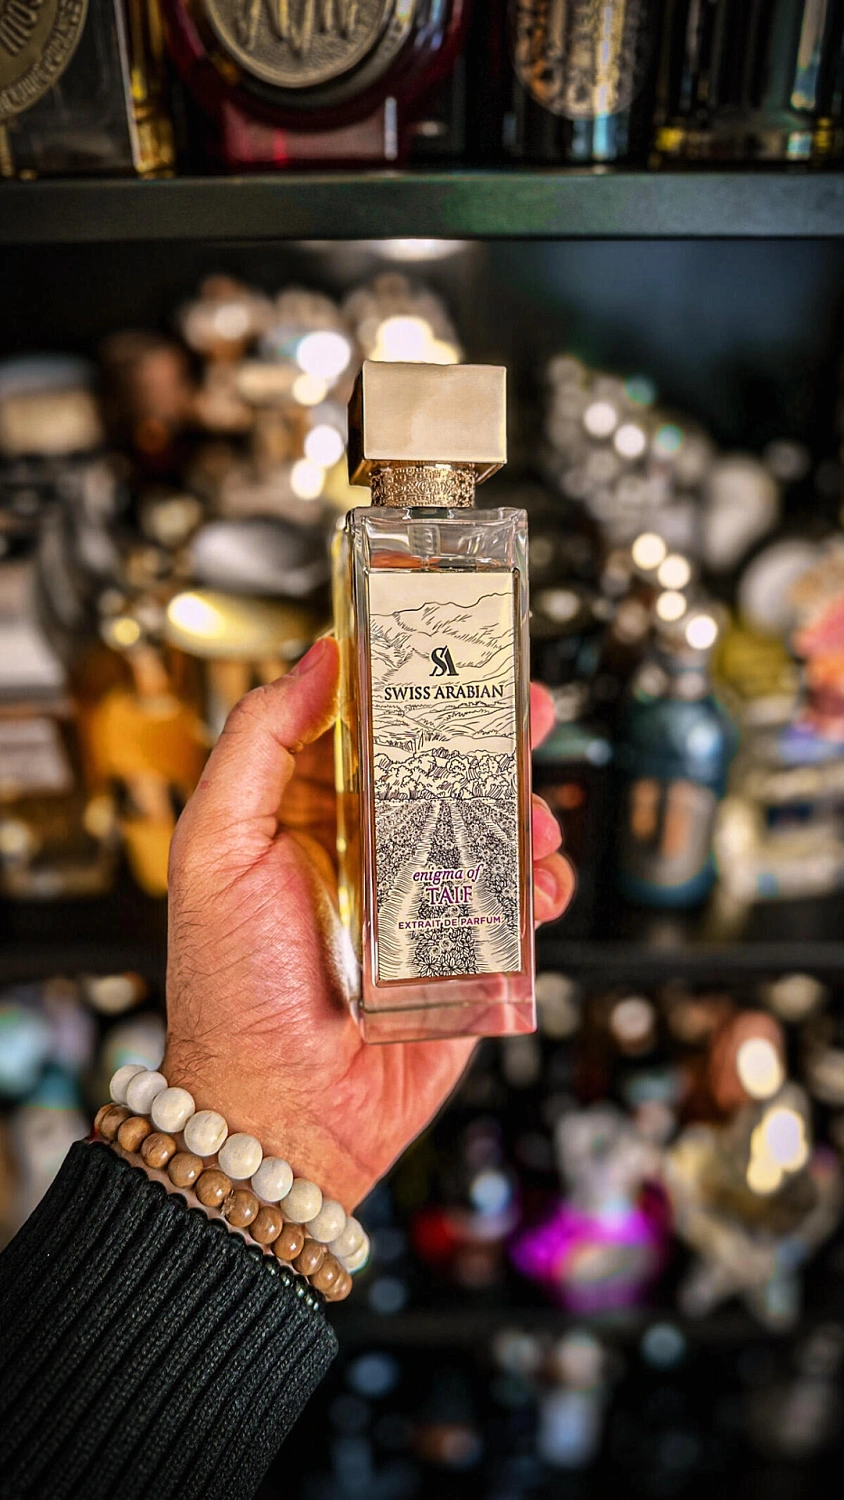 SA
SWISS ARABIAN
enigma of
TAIF
EXTRAIT DE PARFUM